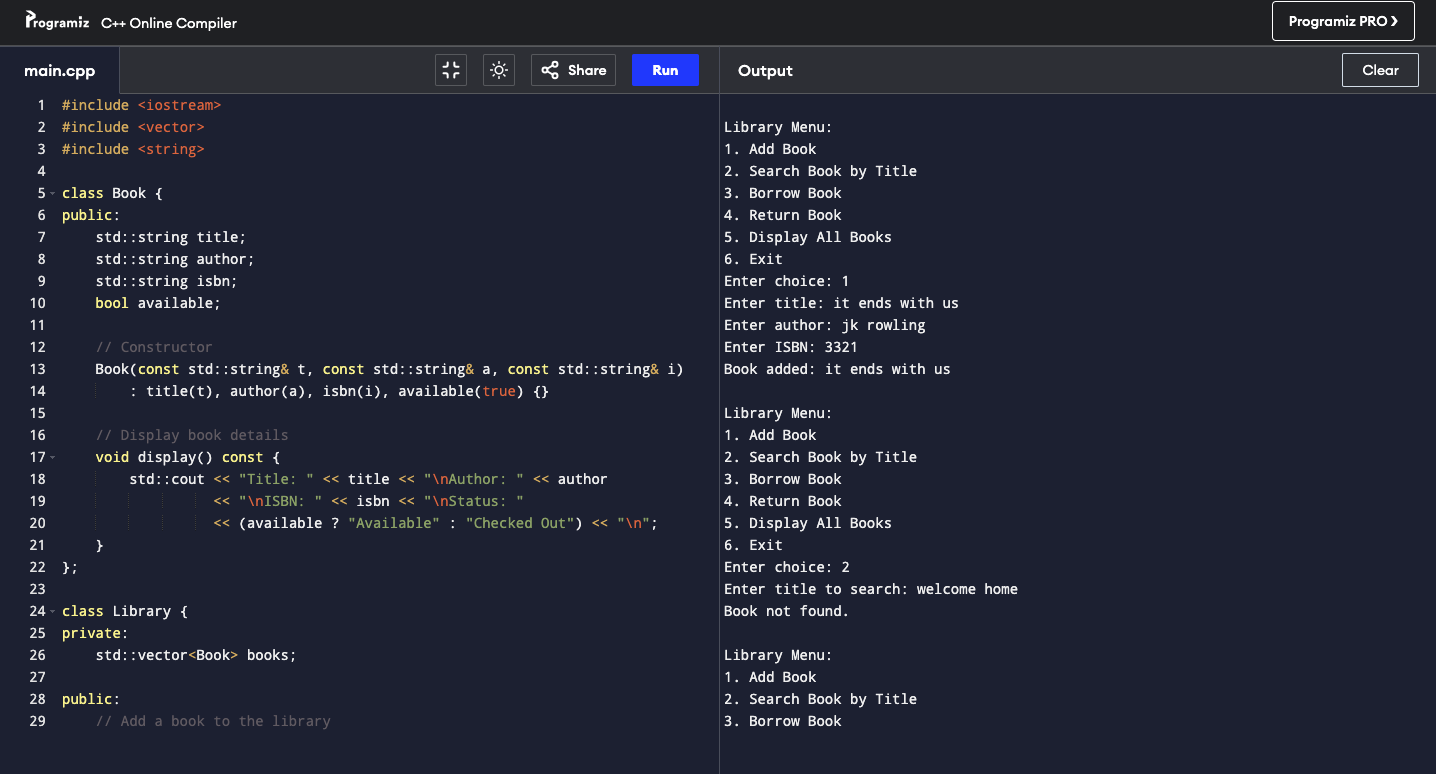 Programiz C++ Online Compiler
Programiz PRO ›
main.cpp
Share
Run
Output
Clear
1 #include <iostream>
2 #include <vector>
3 #include <string>
4
5 class Book {
6 public:
7     std::string title;
8     std::string author;
9     std::string isbn;
10     bool available;
11
12     // Constructor
13     Book(const std::string& t, const std::string& a, const std::string& i)
14         : title(t), author(a), isbn(i), available(true) {}
15
16     // Display book details
17     void display() const {
18         std::cout << "Title: " << title << "\nAuthor: " << author
19                   << "\nISBN: " << isbn << "\nStatus: "
20                   << (available ? "Available" : "Checked Out") << "\n";
21     }
22 };
23
24 class Library {
25 private:
26     std::vector<Book> books;
27
28 public:
29     // Add a book to the library
Library Menu:
1. Add Book
2. Search Book by Title
3. Borrow Book
4. Return Book
5. Display All Books
6. Exit
Enter choice: 1
Enter title: it ends with us
Enter author: jk rowling
Enter ISBN: 3321
Book added: it ends with us
Library Menu:
1. Add Book
2. Search Book by Title
3. Borrow Book
4. Return Book
5. Display All Books
6. Exit
Enter choice: 2
Enter title to search: welcome home
Book not found.
Library Menu:
1. Add Book
2. Search Book by Title
3. Borrow Book